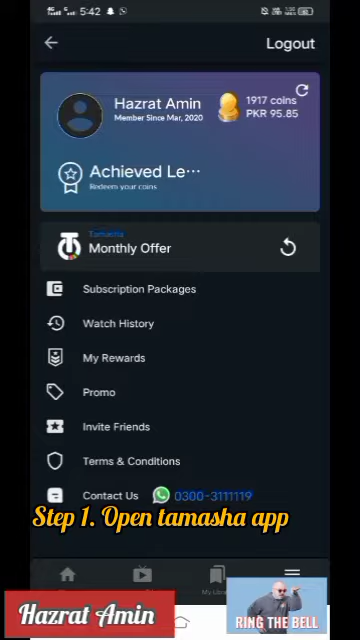 5:42
Logout
Hazrat Amin
Member Since Mar, 2020
1917 coins
PKR 95.85
Achieved Le...
Redeem your coins
Tamasha
Monthly Offer
Subscription Packages
Watch History
My Rewards
Promo
Invite Friends
Terms & Conditions
Contus Us 0300-3111119
Step 1. Open tamasha app
Hazrat Amin
RING THE BELL